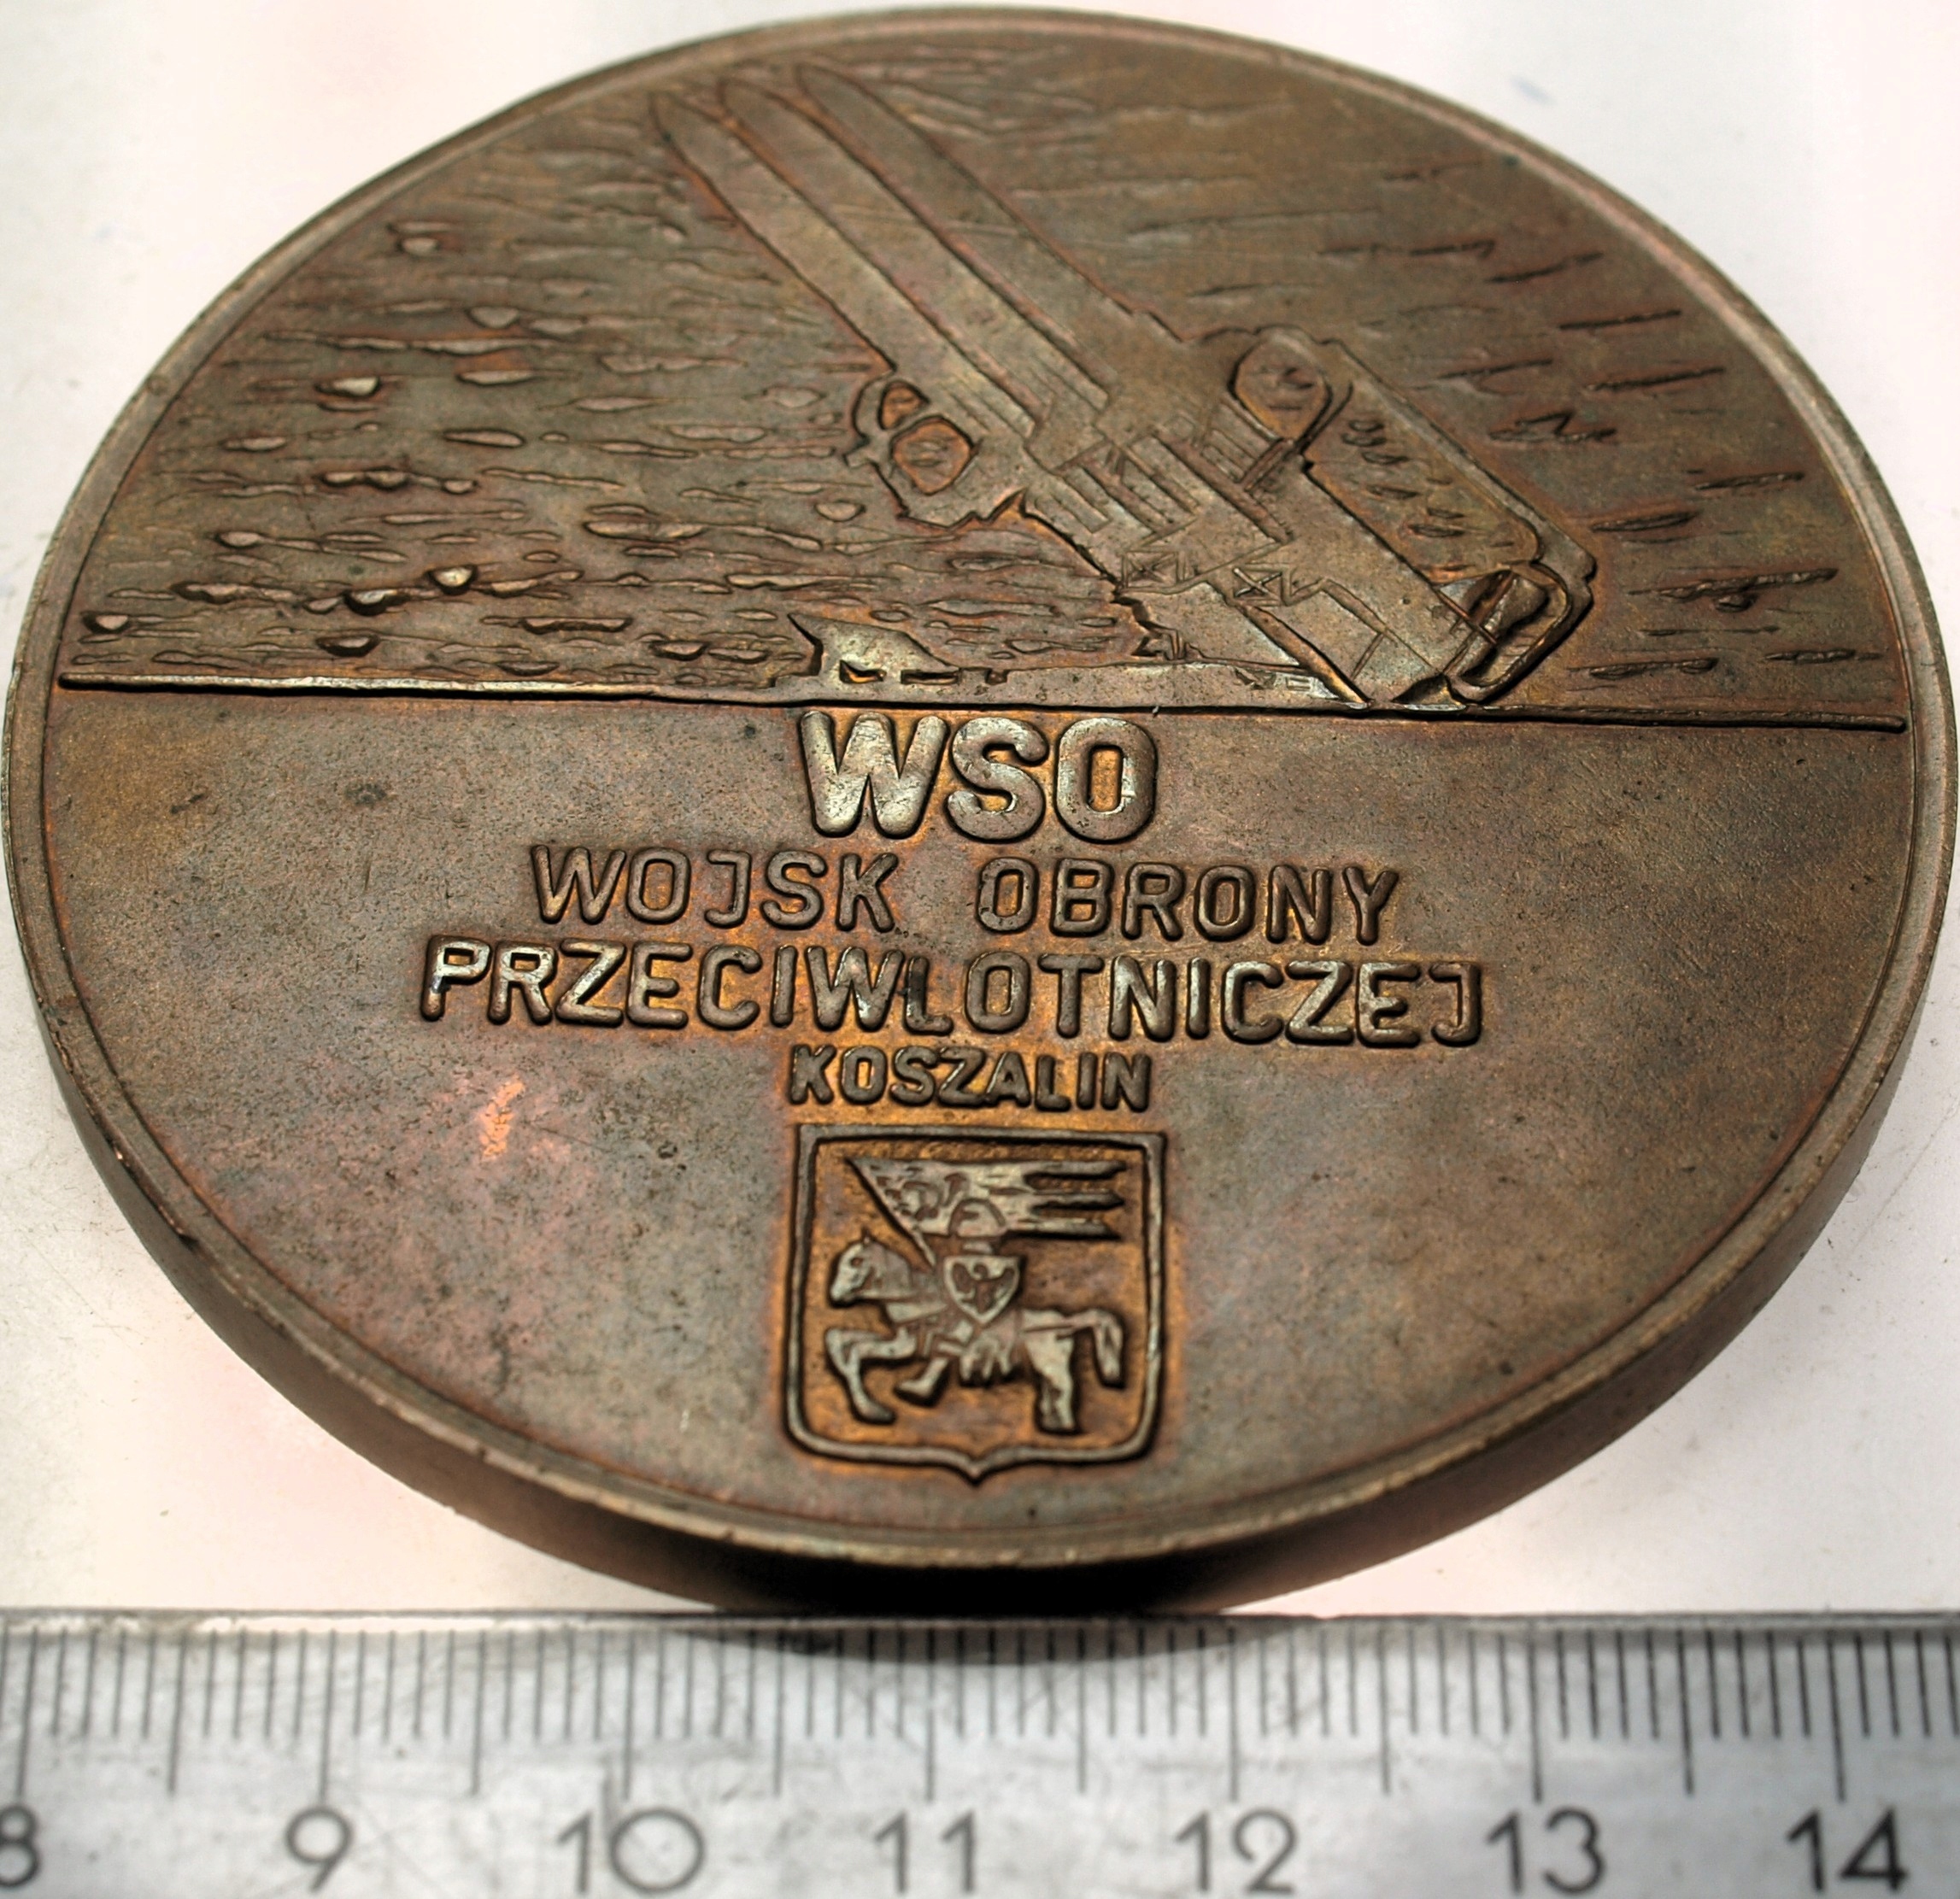 WSO
WOJSK OBRONY
PRZECIWLOTNICZEJ
KOSZALIN
8 9 10 11 12 13 14